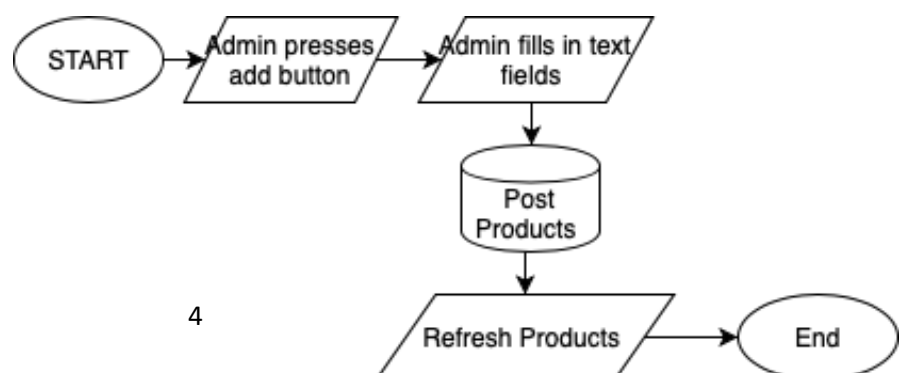 START
Admin presses
add button
Admin fills in text
fields
Post
Products
4
Refresh Products
End